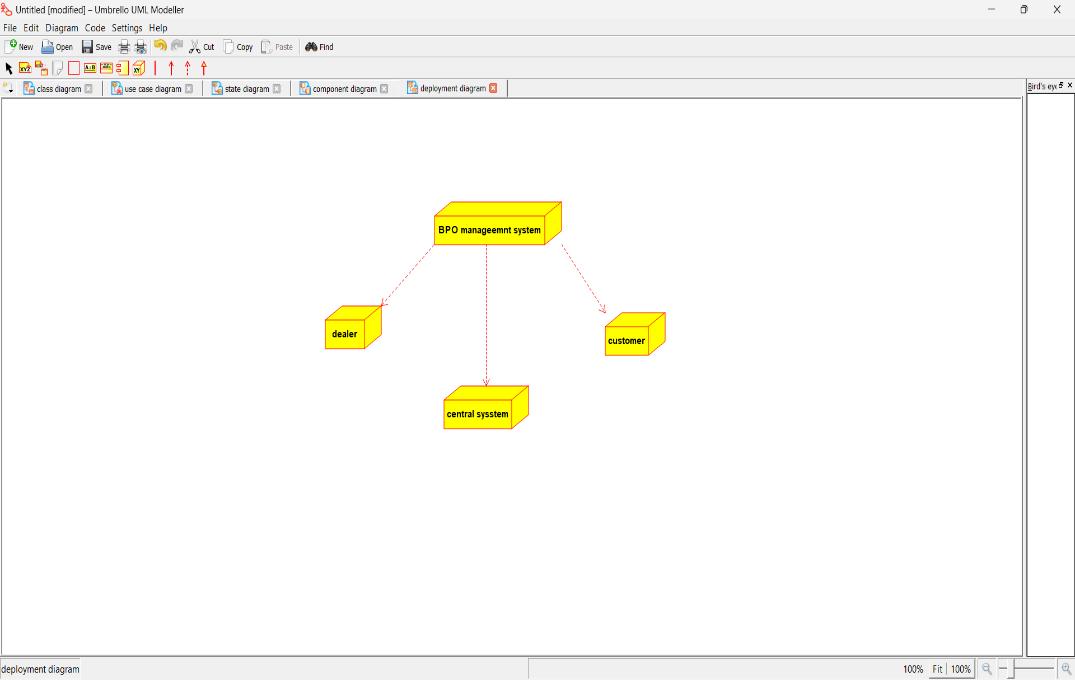 Untitled [modified] – Umbrello UML Modeller
File Edit Diagram Code Settings Help
New Open Save Cut Copy Paste Find
class diagram use case diagram state diagram component diagram deployment diagram
Bird's eye
BPO manageemnt system
dealer
customer
central sysstem
deployment diagram
100% Fit 100%